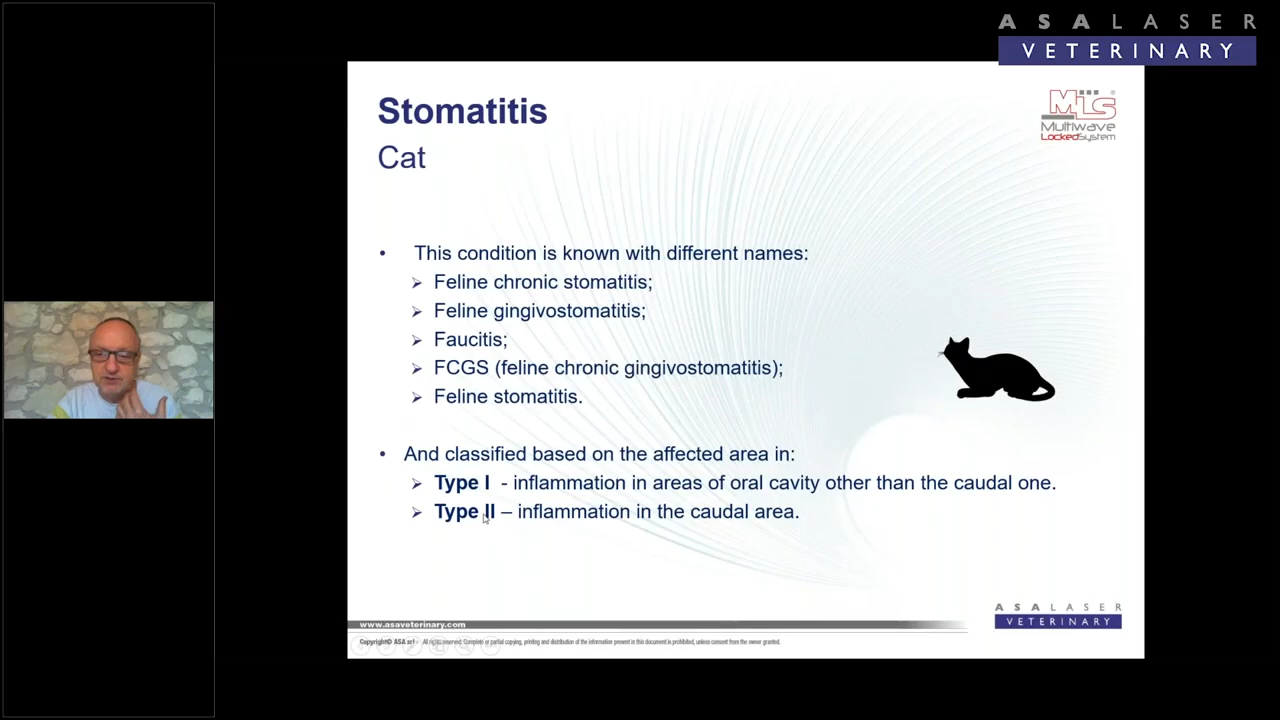 ASALASER
VETERINARY
Stomatitis
Cat
MLS
Multiwave
LockedSystem
• This condition is known with different names:
➢ Feline chronic stomatitis;
➢ Feline gingivostomatitis;
➢ Faucitis;
➢ FCGS (feline chronic gingivostomatitis);
➢ Feline stomatitis.
• And classified based on the affected area in:
➢ Type I - inflammation in areas of oral cavity other than the caudal one.
➢ Type II – inflammation in the caudal area.
ASALASER
VETERINARY
www.asaveterinary.com
Copyright© ASA srl - All rights reserved. Complete or partial copying, printing and distribution of the information present in this document is prohibited, unless consent from the owner granted.